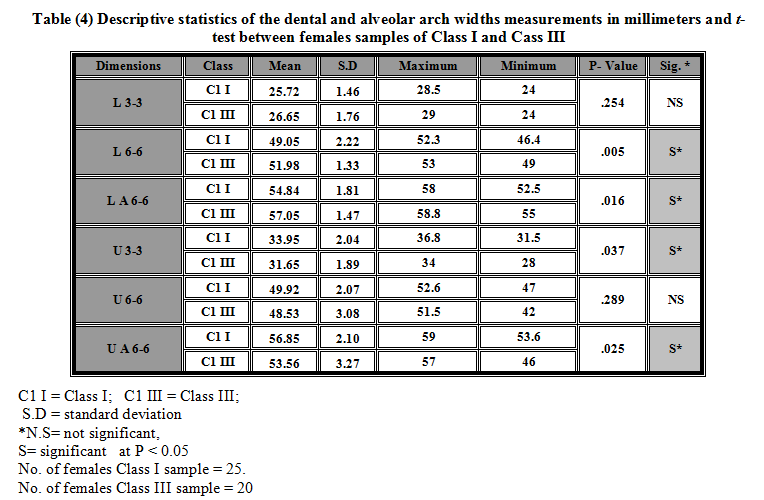 Table (4) Descriptive statistics of the dental and alveolar arch widths measurements in millimeters and t-
test between females samples of Class I and Cass III
Dimensions Class Mean S.D Maximum Minimum P- Value Sig. *
L 3-3 C1 I 25.72 1.46 28.5 24 .254 NS
C1 III 26.65 1.76 29 24
L 6-6 C1 I 49.05 2.22 52.3 46.4 .005 S*
C1 III 51.98 1.33 53 49
L A 6-6 C1 I 54.84 1.81 58 52.5 .016 S*
C1 III 57.05 1.47 58.8 55
U 3-3 C1 I 33.95 2.04 36.8 31.5 .037 S*
C1 III 31.65 1.89 34 28
U 6-6 C1 I 49.92 2.07 52.6 47 .289 NS
C1 III 48.53 3.08 51.5 42
U A 6-6 C1 I 56.85 2.10 59 53.6 .025 S*
C1 III 53.56 3.27 57 46
C1 I = Class I; C1 III = Class III;
S.D = standard deviation
*N.S= not significant,
S= significant at P < 0.05
No. of females Class I sample = 25.
No. of females Class III sample = 20